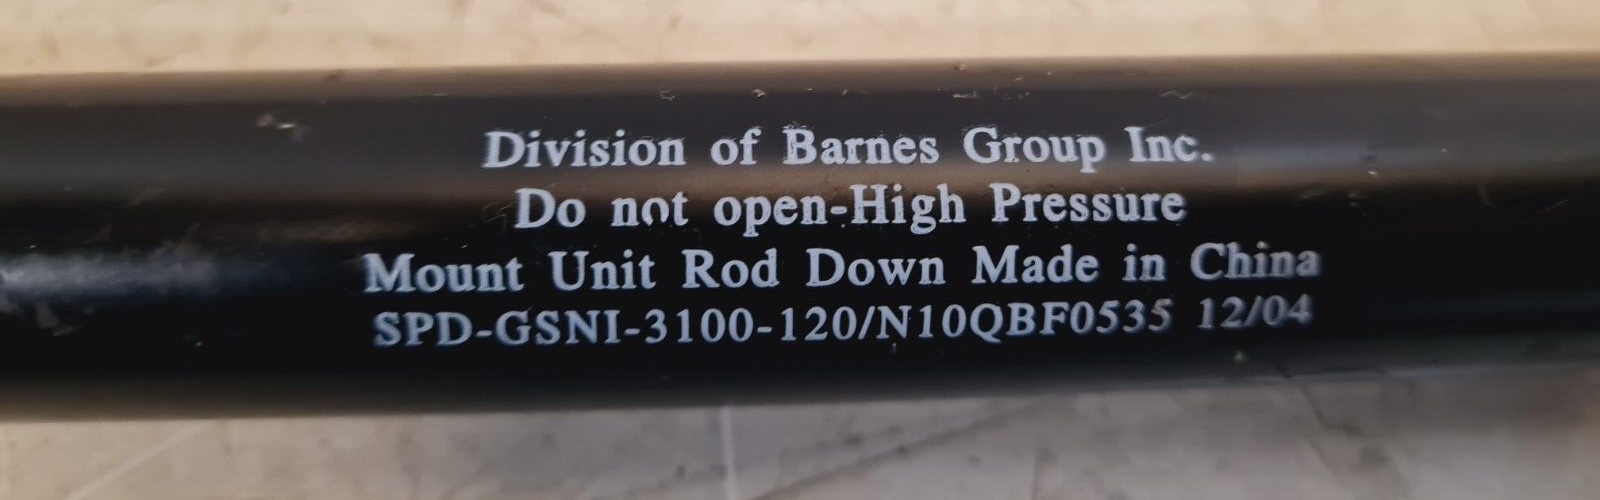 Division of Barnes Group Inc.
Do not open-High Pressure
Mount Unit Rod Down Made in China
SPD-GSNI-3100-120/N10QBF0535 12/04